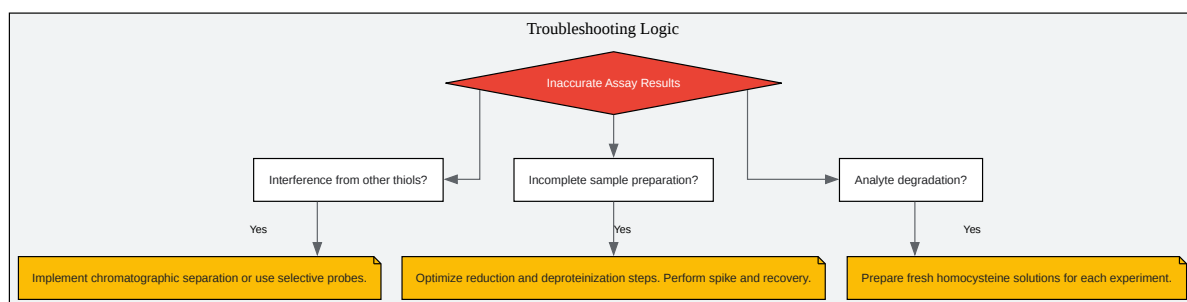 Troubleshooting Logic
Inaccurate Assay Results
Interference from other thiols?
Incomplete sample preparation?
Analyte degradation?
Yes
Yes
Yes
Implement chromatographic separation or use selective probes.
Optimize reduction and deproteinization steps. Perform spike and recovery.
Prepare fresh homocysteine solutions for each experiment.